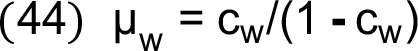 (44) μw = cw/(1 - cw)